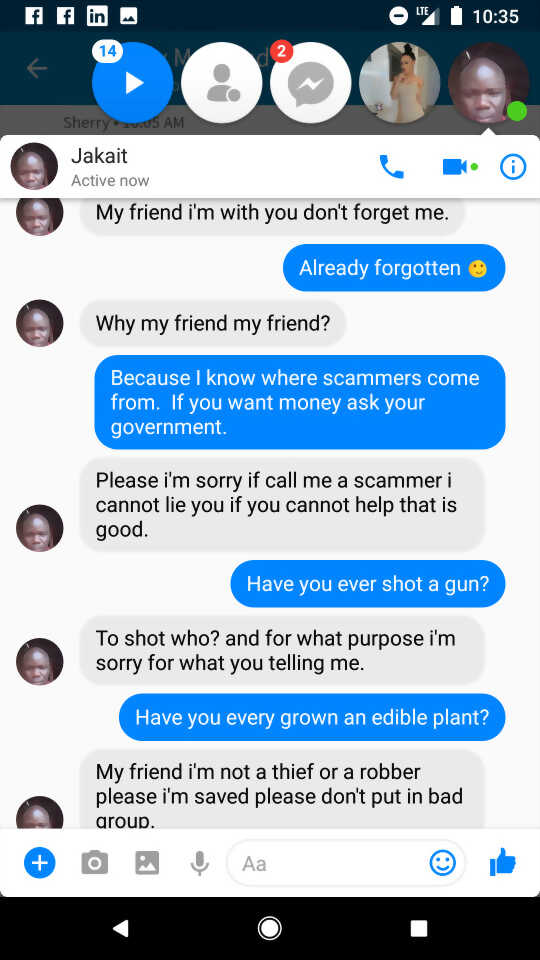 LTE 10:35
14
2
Sherry • 10:05 AM
Jakait
Active now
My friend i'm with you don't forget me.
Already forgotten
Why my friend my friend?
Because I know where scammers come
from. If you want money ask your
government.
Please i'm sorry if call me a scammer i
cannot lie you if you cannot help that is
good.
Have you ever shot a gun?
To shot who? and for what purpose i'm
sorry for what you telling me.
Have you every grown an edible plant?
My friend i'm not a thief or a robber
please i'm saved please don't put in bad
group.
Aa